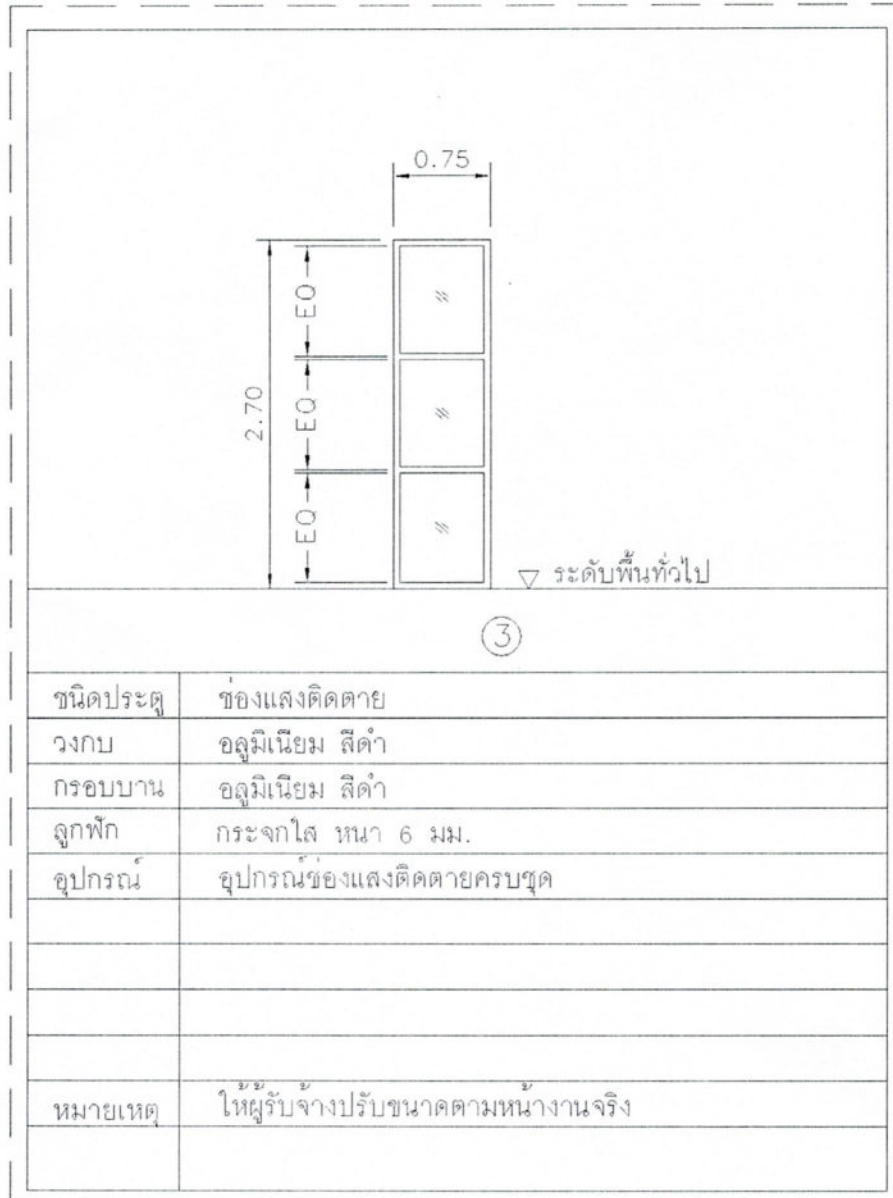 0.75
EQ
EQ
EQ
2.70
ระดับพื้นทั่วไป
3
ชนิดประตู ช่องแสงติดตาย
วงกบ อลูมิเนียม สีดำ
กรอบบาน อลูมิเนียม สีดำ
ลูกฟัก กระจกใส หนา 6 มม.
อุปกรณ์ อุปกรณ์ช่องแสงติดตายครบชุด
หมายเหตุ ให้ผู้รับจ้างปรับขนาดตามหน้างานจริง